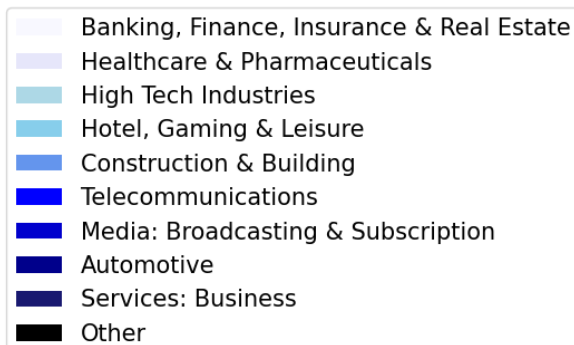 Banking, Finance, Insurance & Real Estate
Healthcare & Pharmaceuticals
High Tech Industries
Hotel, Gaming & Leisure
Construction & Building
Telecommunications
Media: Broadcasting & Subscription
Automotive
Services: Business
Other